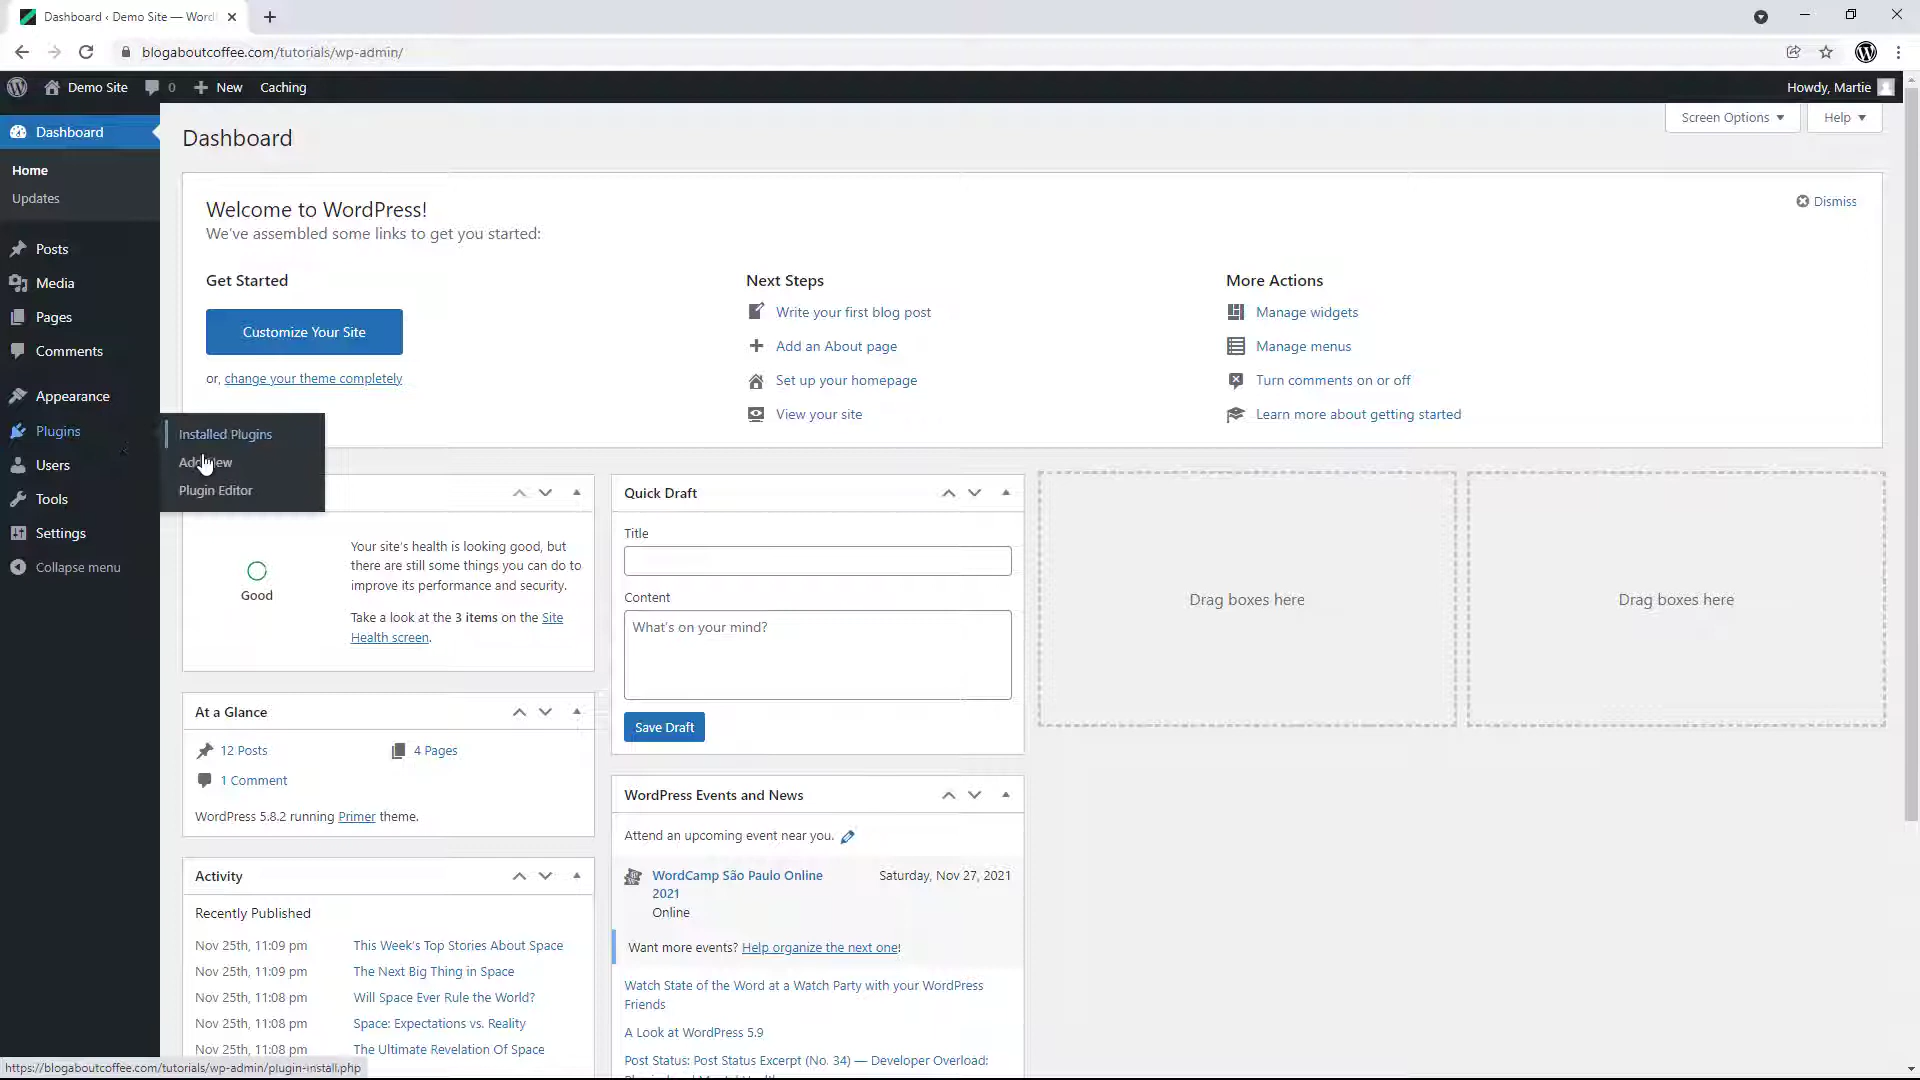 Dashboard ‹ Demo Site — Word
blogaboutcoffee.com/tutorials/wp-admin/
Demo Site
0
New
Caching
Howdy, Martie
Dashboard
Home
Updates
Posts
Media
Pages
Comments
Appearance
Plugins
Users
Tools
Settings
Collapse menu
Installed Plugins
Add New
Plugin Editor
Dashboard
Screen Options
Help
Welcome to WordPress!
We've assembled some links to get you started:
Dismiss
Get Started
Customize Your Site
or, change your theme completely
Next Steps
Write your first blog post
Add an About page
Set up your homepage
View your site
More Actions
Manage widgets
Manage menus
Turn comments on or off
Learn more about getting started
Good
Your site's health is looking good, but
there are still some things you can do to
improve its performance and security.
Take a look at the 3 items on the Site
Health screen.
At a Glance
12 Posts
4 Pages
1 Comment
WordPress 5.8.2 running Primer theme.
Activity
Recently Published
Nov 25th, 11:09 pm This Week's Top Stories About Space
Nov 25th, 11:09 pm The Next Big Thing in Space
Nov 25th, 11:08 pm Will Space Ever Rule the World?
Nov 25th, 11:08 pm Space: Expectations vs. Reality
Nov 25th, 11:08 pm The Ultimate Revelation Of Space
Quick Draft
Title
Content
What's on your mind?
Save Draft
WordPress Events and News
Attend an upcoming event near you.
WordCamp São Paulo Online
2021
Online
Saturday, Nov 27, 2021
Want more events? Help organize the next one!
Watch State of the Word at a Watch Party with your WordPress
Friends
A Look at WordPress 5.9
Post Status: Post Status Excerpt (No. 34) — Developer Overload:
Drag boxes here
Drag boxes here
https://blogaboutcoffee.com/tutorials/wp-admin/plugin-install.php